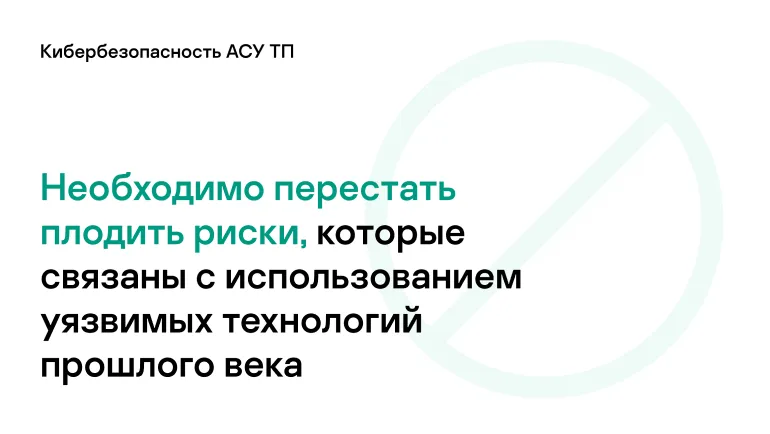 Кибербезопасность АСУ ТП
Необходимо перестать
плодить риски, которые
связаны с использованием
уязвимых технологий
прошлого века